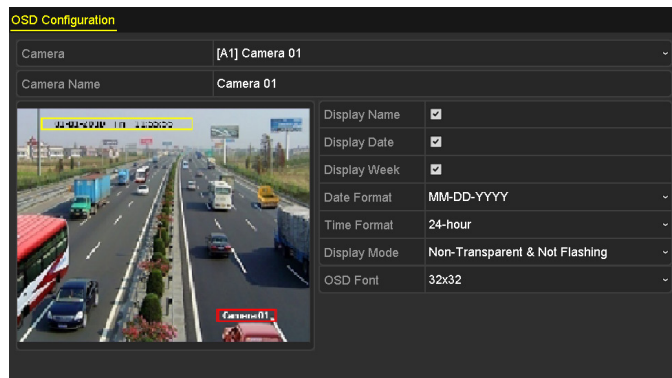 OSD Configuration
Camera [A1] Camera 01
Camera Name Camera 01
Display Name
Display Date
Display Week
Date Format MM-DD-YYYY
Time Format 24-hour
Display Mode Non-Transparent & Not Flashing
OSD Font 32x32
Camera 01